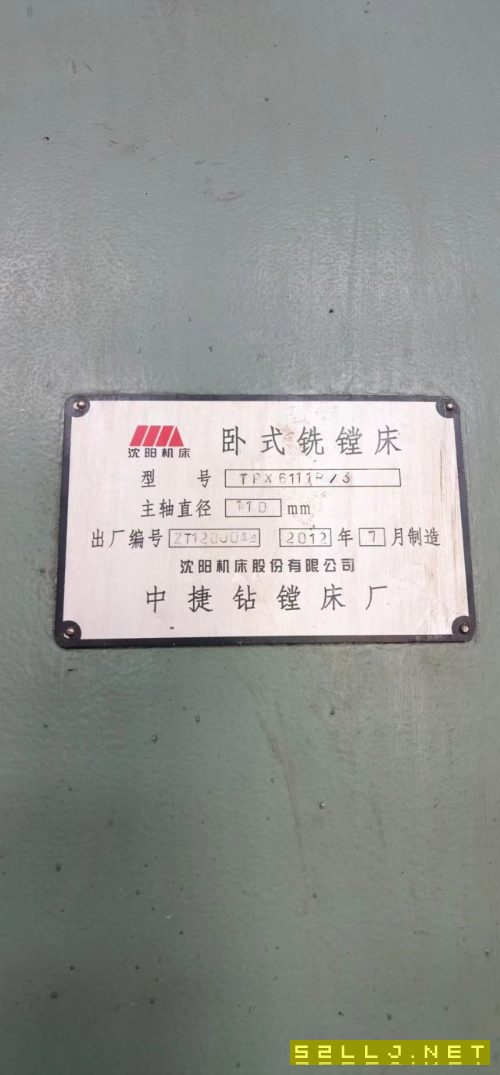 沈阳机床
卧式铣镗床
型 号 TPX6111B/3
主轴直径 110 mm
出厂编号 ZT1200044 2012 年 7 月制造
沈阳机床股份有限公司
中捷钻镗床厂
52LLJ.NET